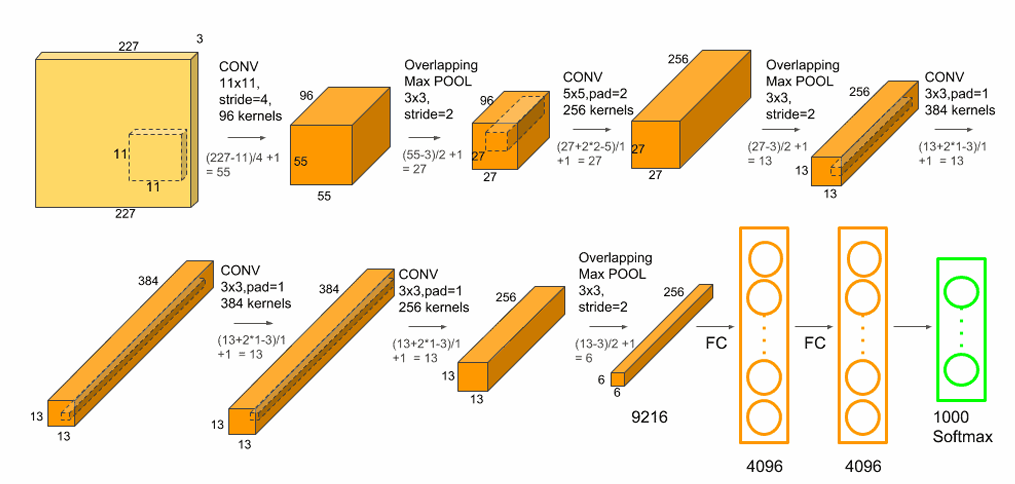 227
3
CONV
11x11,
stride=4,
96 kernels
(227-11)/4 +1
= 55
11
11
227
96
55
55
Overlapping
Max POOL
3x3,
stride=2
(55-3)/2 +1
= 27
96
27
27
CONV
5x5,pad=2
256 kernels
(27+2*2-5)/1
+1 = 27
256
27
27
Overlapping
Max POOL
3x3,
stride=2
(27-3)/2 +1
= 13
256
13
13
CONV
3x3,pad=1
384 kernels
(13+2*1-3)/1
+1 = 13
384
13
13
CONV
3x3,pad=1
384 kernels
(13+2*1-3)/1
+1 = 13
384
13
13
CONV
3x3,pad=1
256 kernels
(13+2*1-3)/1
+1 = 13
256
13
13
Overlapping
Max POOL
3x3,
stride=2
(13-3)/2 +1
= 6
256
6
6
9216
FC
4096
FC
4096
1000
Softmax